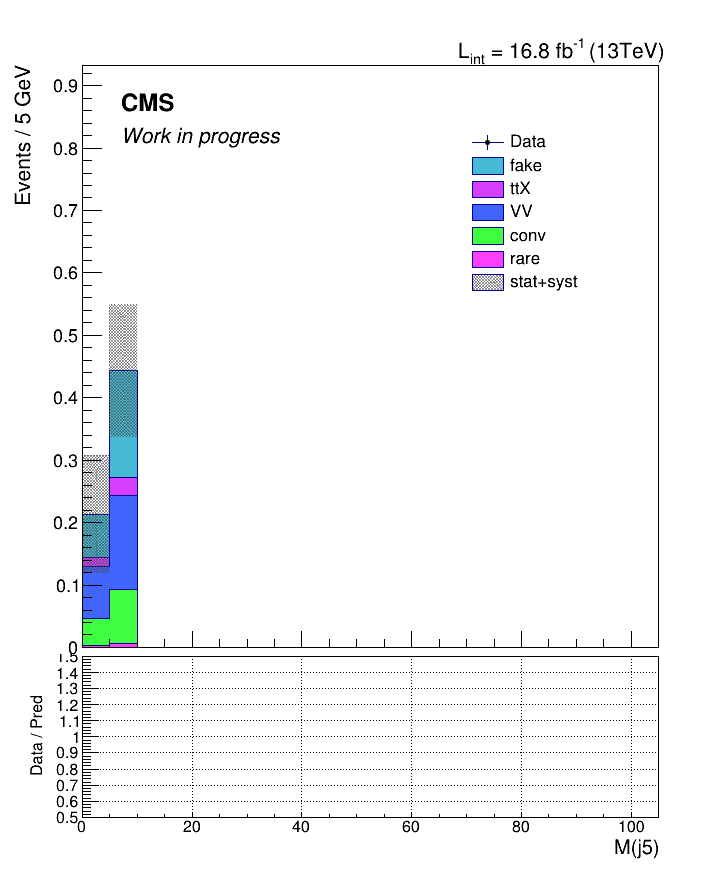 L_int = 16.8 fb^-1 (13TeV)
Events / 5 GeV
CMS
Work in progress
Data
fake
ttX
VV
conv
rare
stat+syst
0.9
0.8
0.7
0.6
0.5
0.4
0.3
0.2
0.1
0
Data / Pred
1.5
1.4
1.3
1.2
1.1
1
0.9
0.8
0.7
0.6
0.5
0 20 40 60 80 100
M(j5)